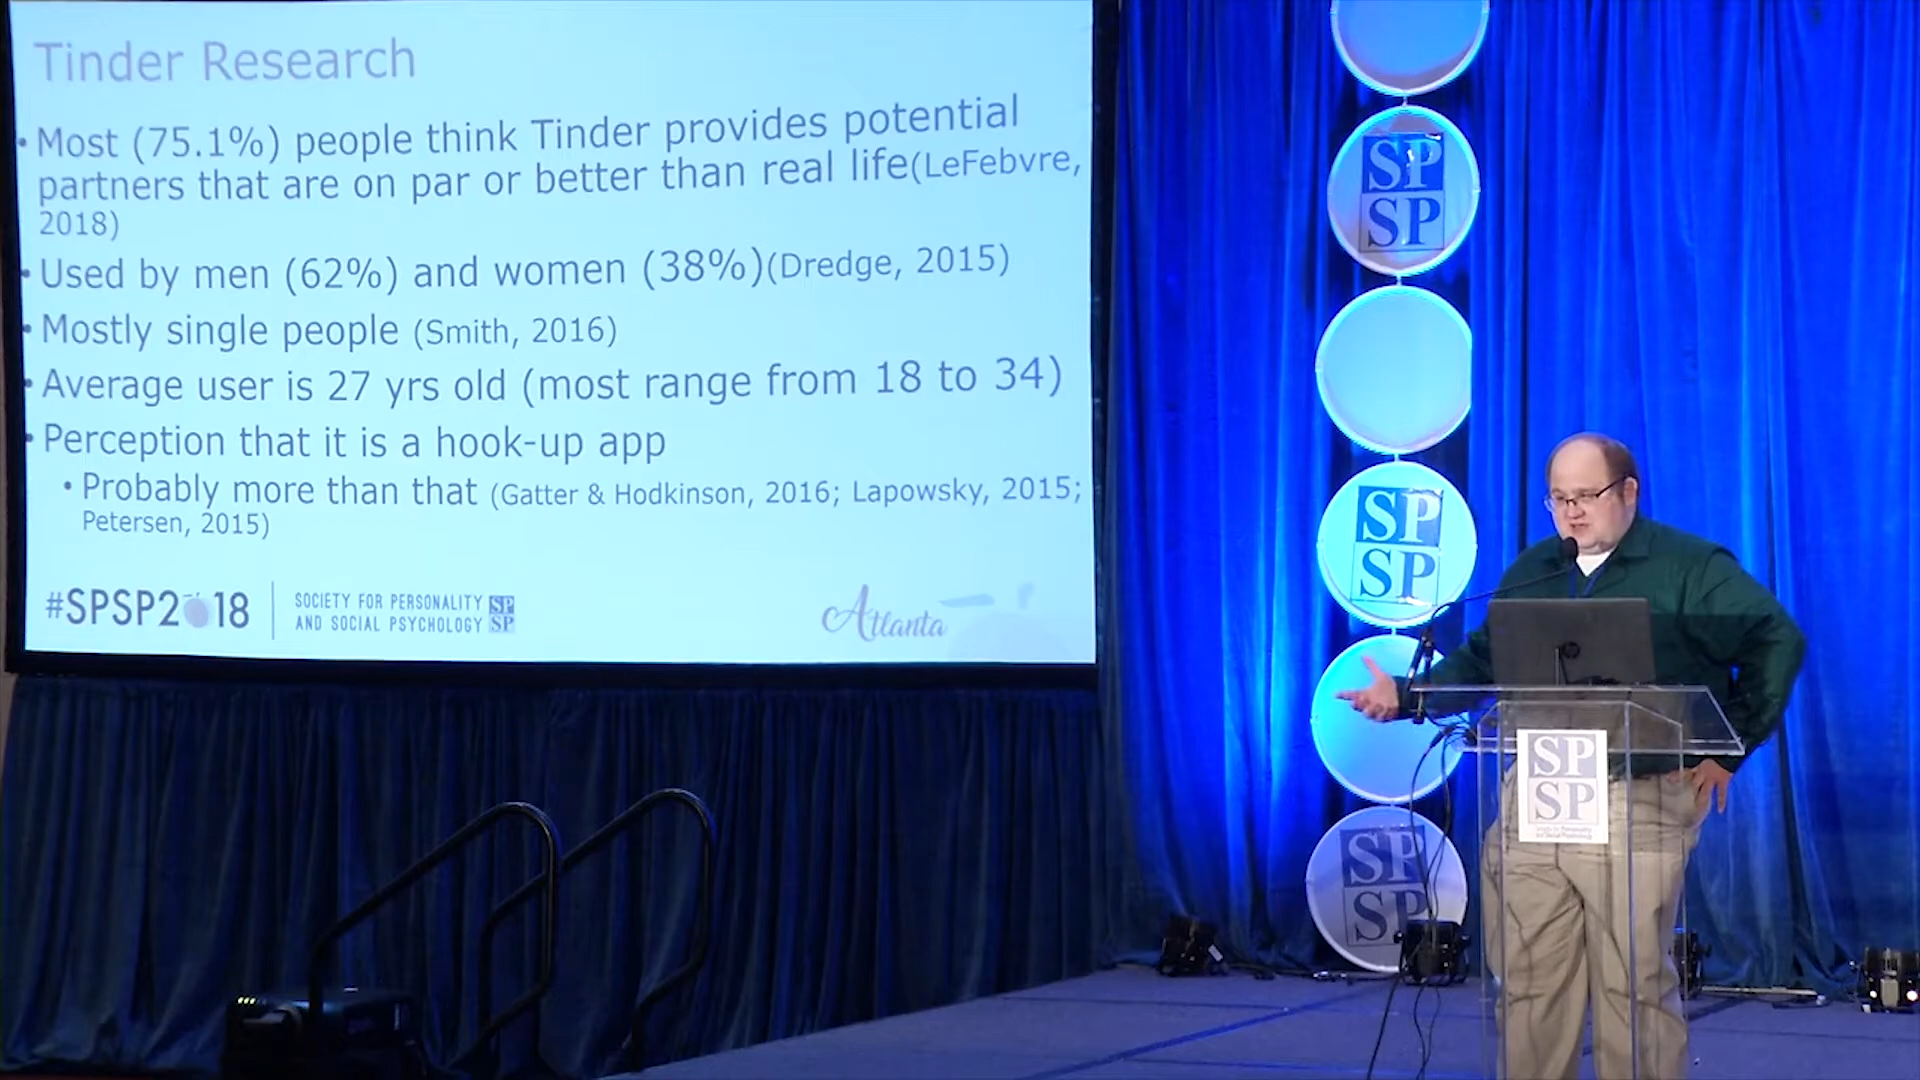 Tinder Research
• Most (75.1%) people think Tinder provides potential
partners that are on par or better than real life(LeFebvre,
2018)
• Used by men (62%) and women (38%)(Dredge, 2015)
• Mostly single people (Smith, 2016)
• Average user is 27 yrs old (most range from 18 to 34)
• Perception that it is a hook-up app
• Probably more than that (Gatter & Hodkinson, 2016; Lapowsky, 2015;
Petersen, 2015)
#SPSP2018
SOCIETY FOR PERSONALITY
AND SOCIAL PSYCHOLOGY
SP
SP
Atlanta
SP
SP
SP
SP
SP
SP
SP
SP
hp